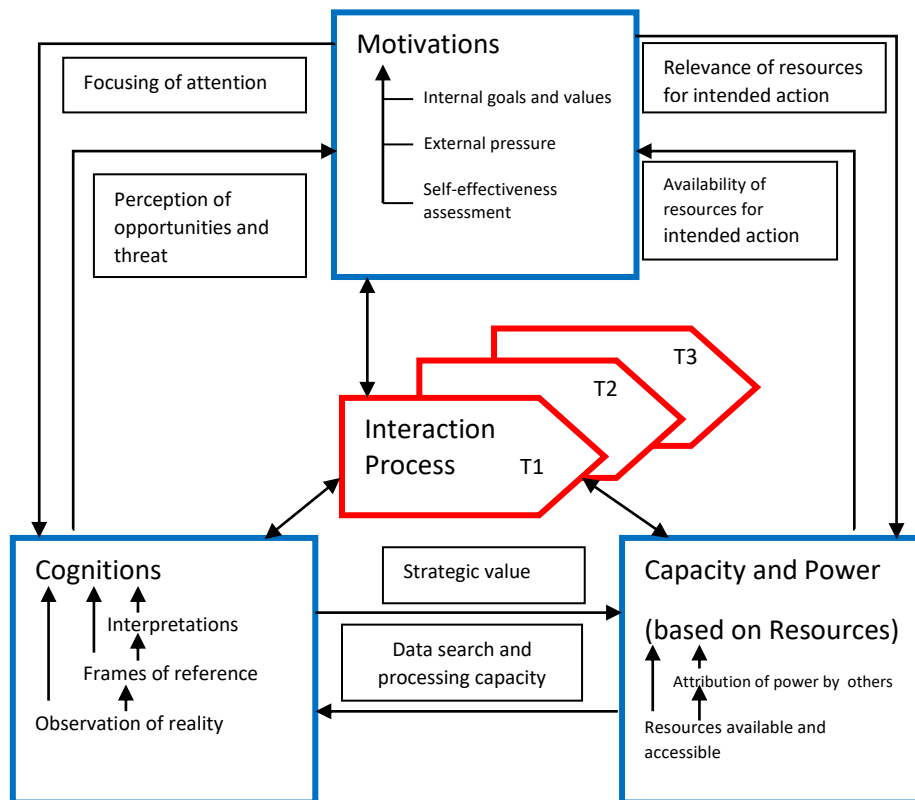 Motivations
Internal goals and values
External pressure
Self-effectiveness
assessment
Focusing of attention
Relevance of resources
for intended action
Perception of
opportunities and
threat
Availability of
resources for
intended action
T3
T2
Interaction
Process
T1
Cognitions
Interpretations
Frames of reference
Observation of reality
Strategic value
Data search and
processing capacity
Capacity and Power
(based on Resources)
Attribution of power by others
Resources available and
accessible